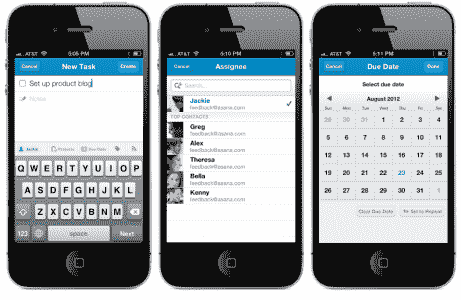 AT&T 5:05 PM
Cancel New Task Create
Set up product blog
Notes
Jackie Projects Due Date
Q W E R T Y U I O P
A S D F G H J K L
Z X C V B N M
123 space Next
AT&T 5:10 PM
Cancel Assignee
Search...
Jackie
feedback@asana.com
TOP CONTACTS
Greg
feedback@asana.com
Alex
feedback@asana.com
Theresa
feedback@asana.com
Bella
feedback@asana.com
Kenny
feedback@asana.com
AT&T 5:11 PM
Cancel Due Date Done
Select due date
August 2012
Sun Mon Tue Wed Thu Fri Sat
29 30 31 1 2 3 4
5 6 7 8 9 10 11
12 13 14 15 16 17 18
19 20 21 22 23 24 25
26 27 28 29 30 31 1
Clear Due Date Set to Repeat